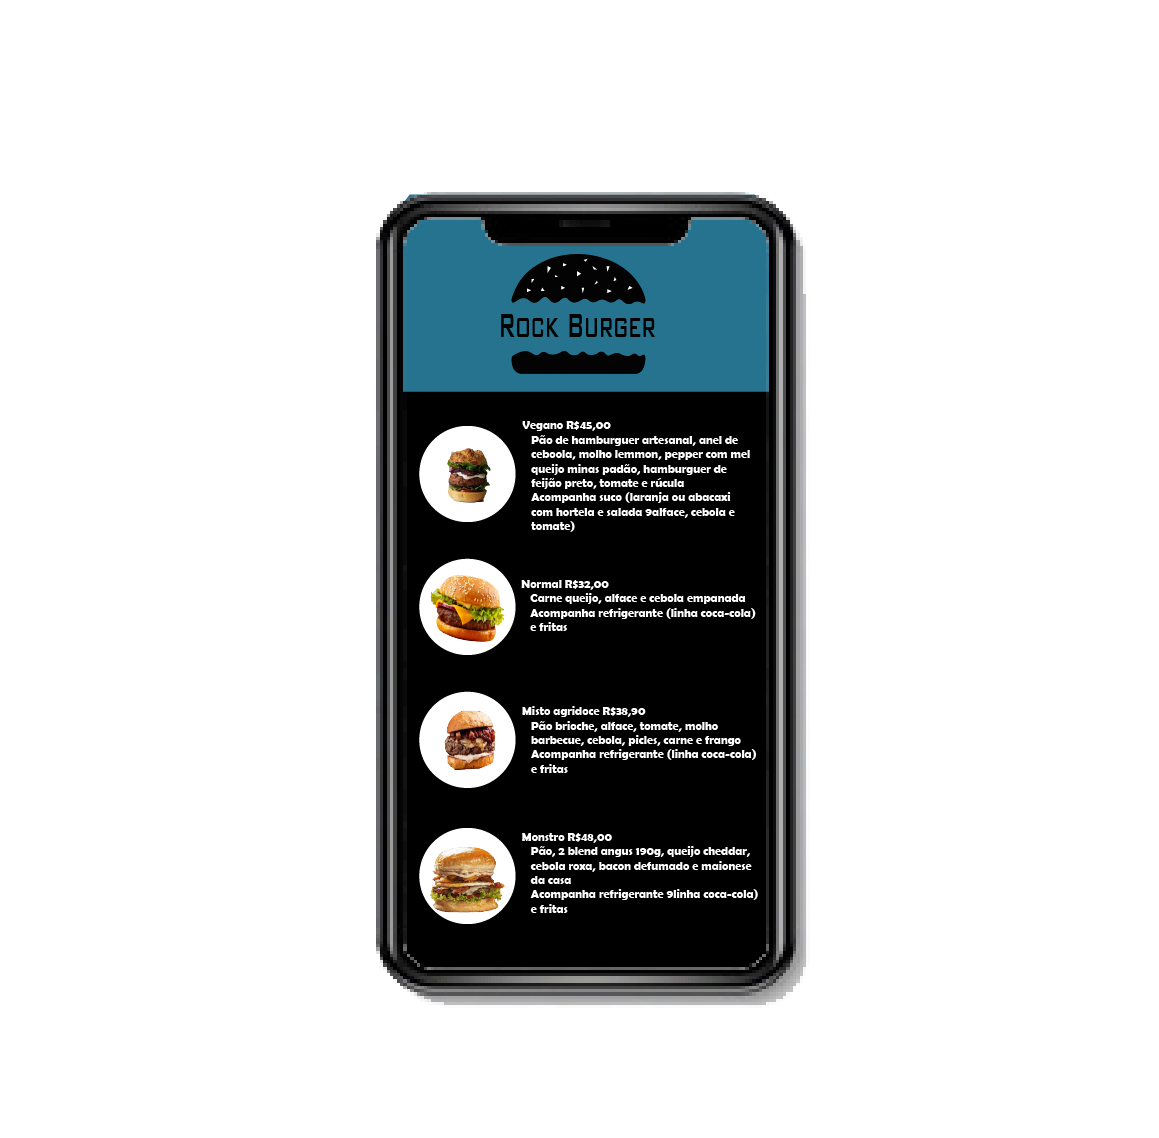 Rock Burger
Vegano R$45,00
Pão de hamburguer artesanal, anel de
ceboola, molho lemmon, pepper com mel
queijo minas padão, hamburguer de
feijão preto, tomate e rúcula
Acompanha suco (laranja ou abacaxi
com hortela e salada 9alface, cebola e
tomate)
Normal R$32,00
Carne queijo, alface e cebola empanada
Acompanha refrigerante (linha coca-cola)
e fritas
Misto agridoce R$38,90
Pão brioche, alface, tomate, molho
barbecue, cebola, picles, carne e frango
Acompanha refrigerante (linha coca-cola)
e fritas
Monstro R$48,00
Pão, 2 blend angus 190g, queijo cheddar,
cebola roxa, bacon defumado e maionese
da casa
Acompanha refrigerante 9linha coca-cola)
e fritas